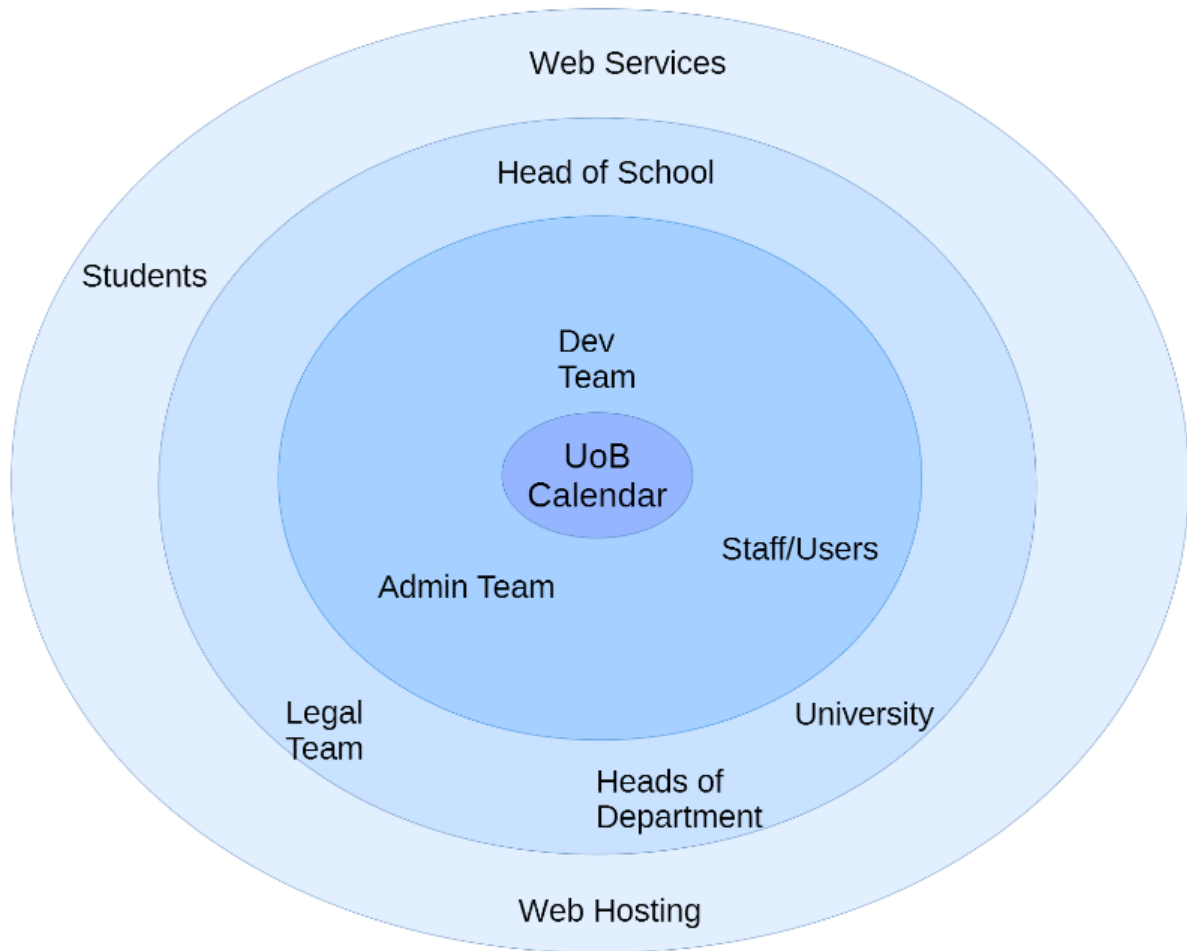 Web Services
Head of School
Students
Dev
Team
UoB
Calendar
Staff/Users
Admin Team
Legal
Team
University
Heads of
Department
Web Hosting